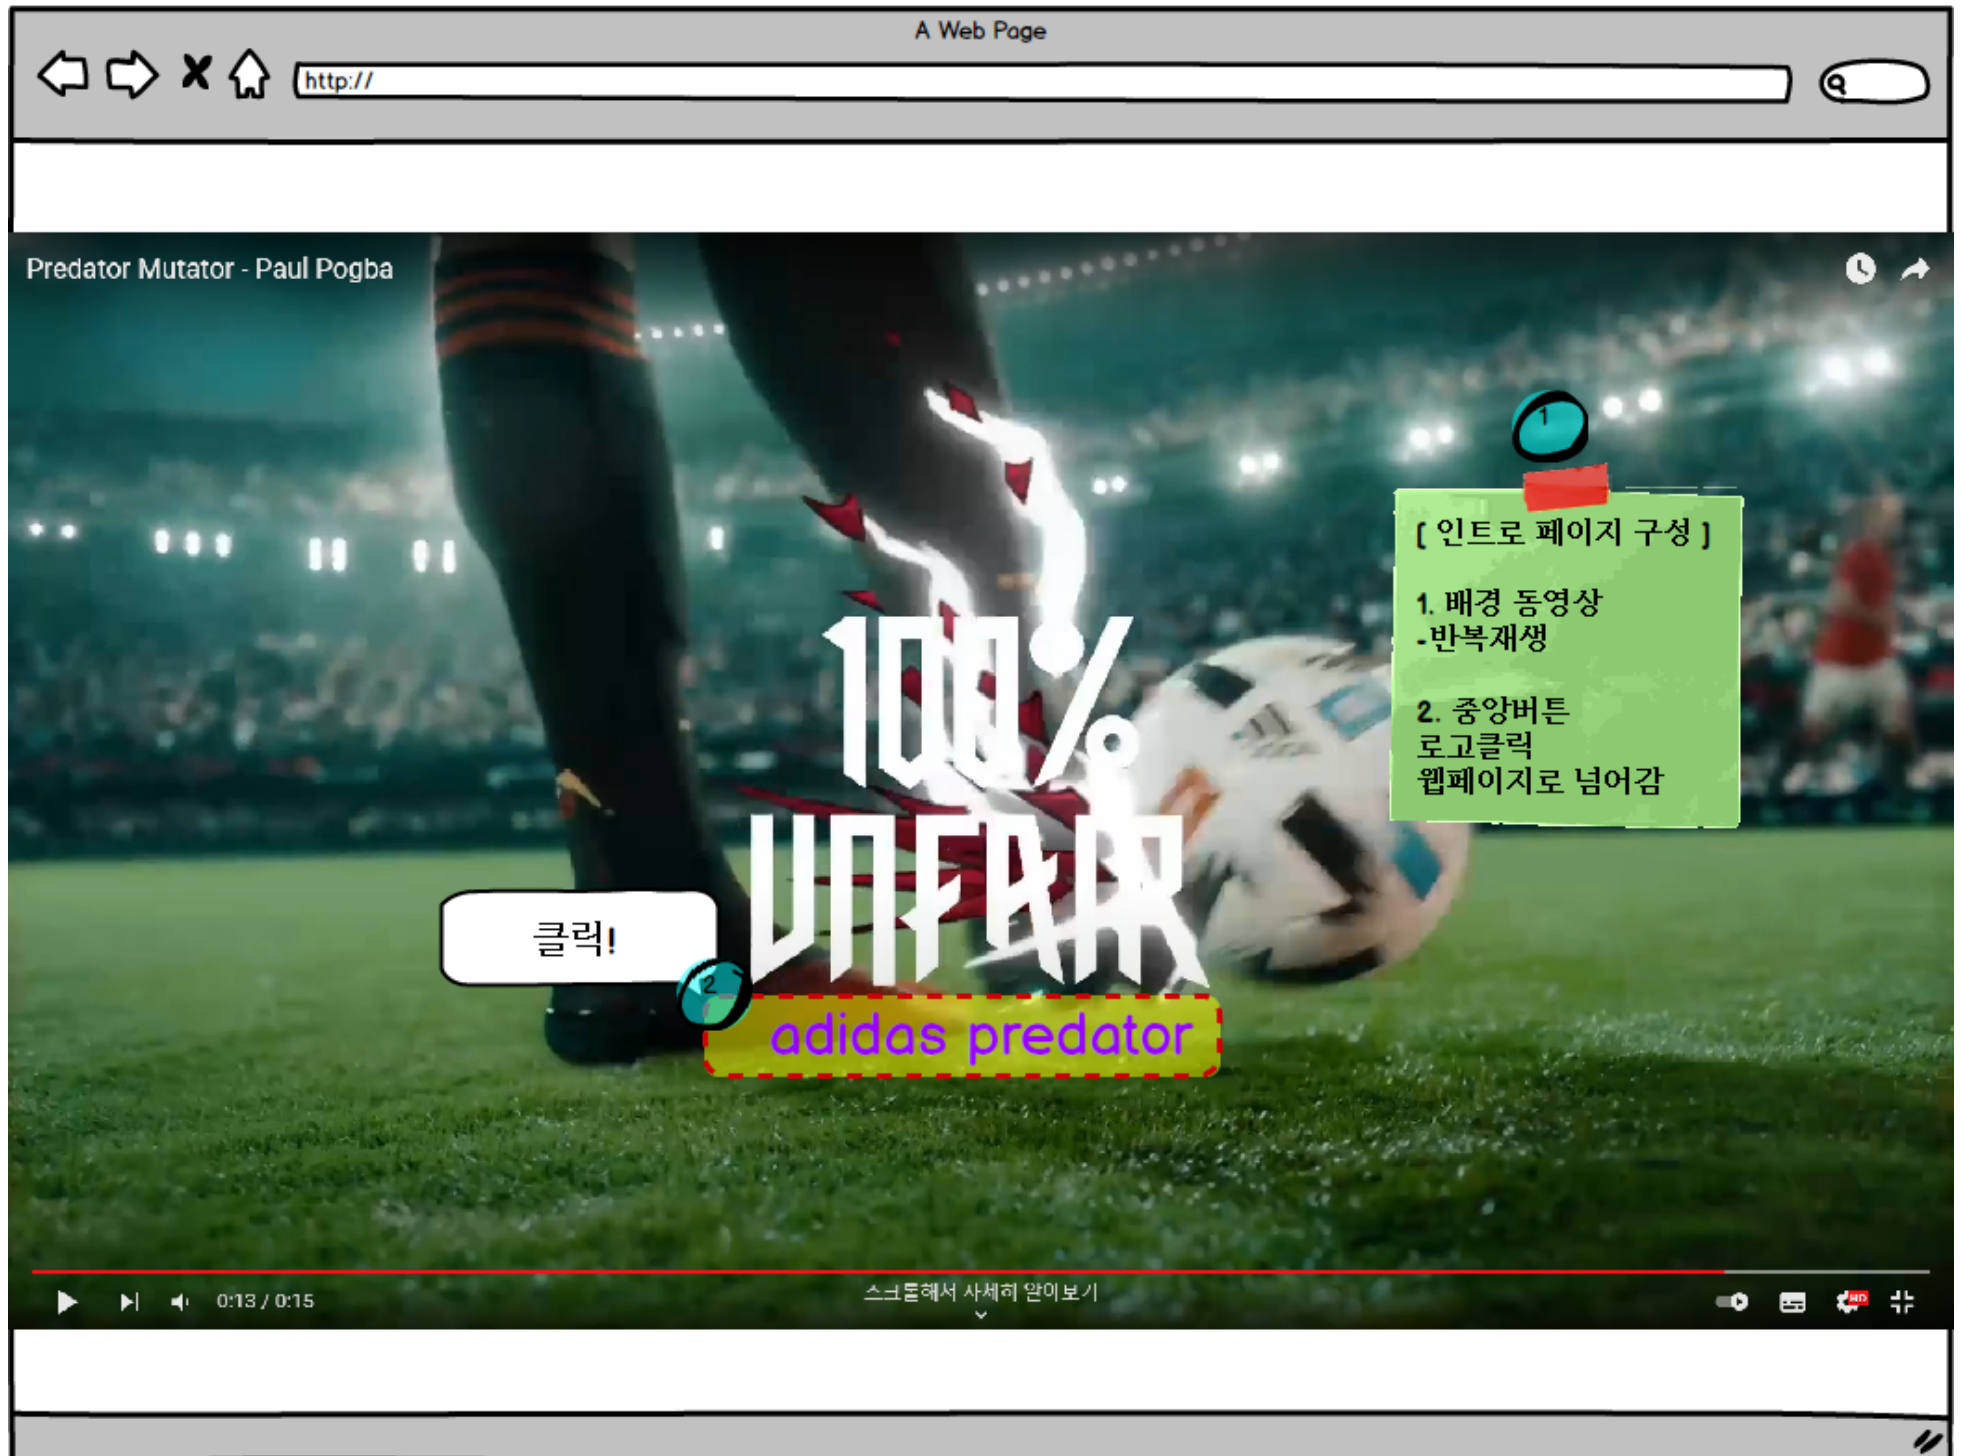 A Web Page
http://
Predator Mutator - Paul Pogba
1
[ 인트로 페이지 구성 ]
1. 배경 동영상
-반복재생
2. 중앙버튼
로고클릭
웹페이지로 넘어감
100%
UNFAIR
클릭!
2
adidas predator
0:13 / 0:15
스크롤해서 자세히 알아보기
HD